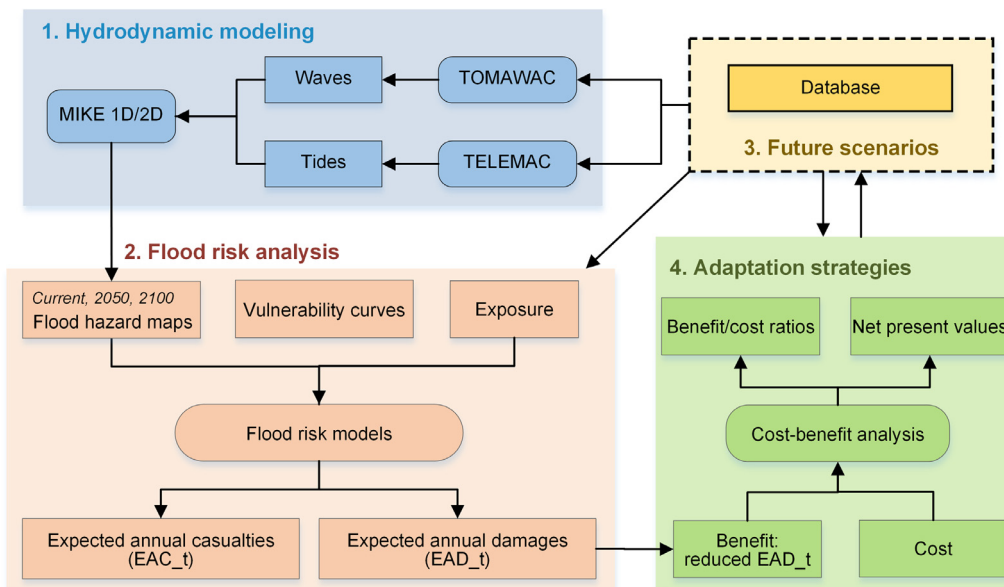 1. Hydrodynamic modeling
Waves
TOMAWAC
MIKE 1D/2D
Tides
TELEMAC
Database
3. Future scenarios
2. Flood risk analysis
Current, 2050, 2100
Flood hazard maps
Vulnerability curves
Exposure
Flood risk models
Expected annual casualties
(EAC_t)
Expected annual damages
(EAD_t)
4. Adaptation strategies
Benefit/cost ratios
Net present values
Cost-benefit analysis
Benefit:
reduced EAD_t
Cost